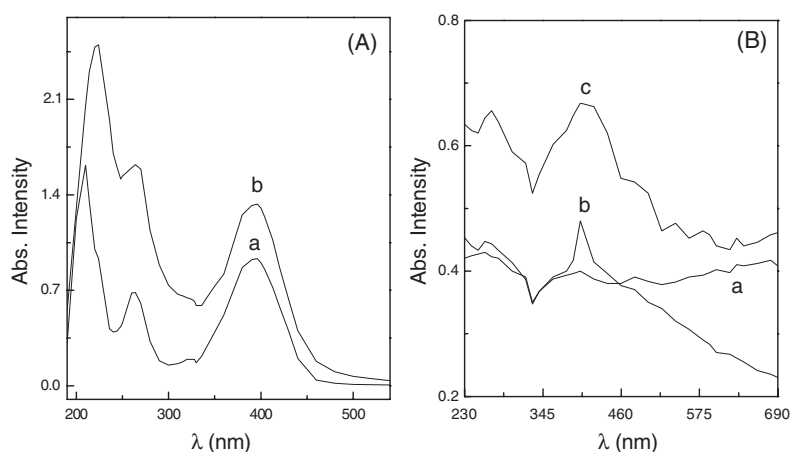 (A)
2.1
1.4
0.7
0.0
Abs. Intensity
b
a
200
300
400
500
λ (nm)
(B)
0.8
0.6
0.4
0.2
Abs. Intensity
c
b
a
230
345
460
575
690
λ (nm)